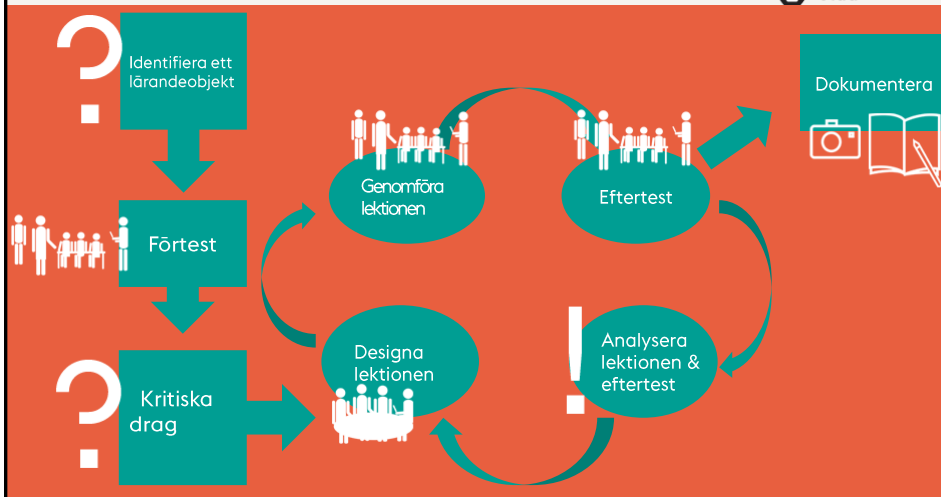 Identifiera ett
lärandeobjekt
Förtest
Kritiska
drag
Designa
lektionen
Genomföra
lektionen
Eftertest
Analysera
lektionen &
eftertest
Dokumentera